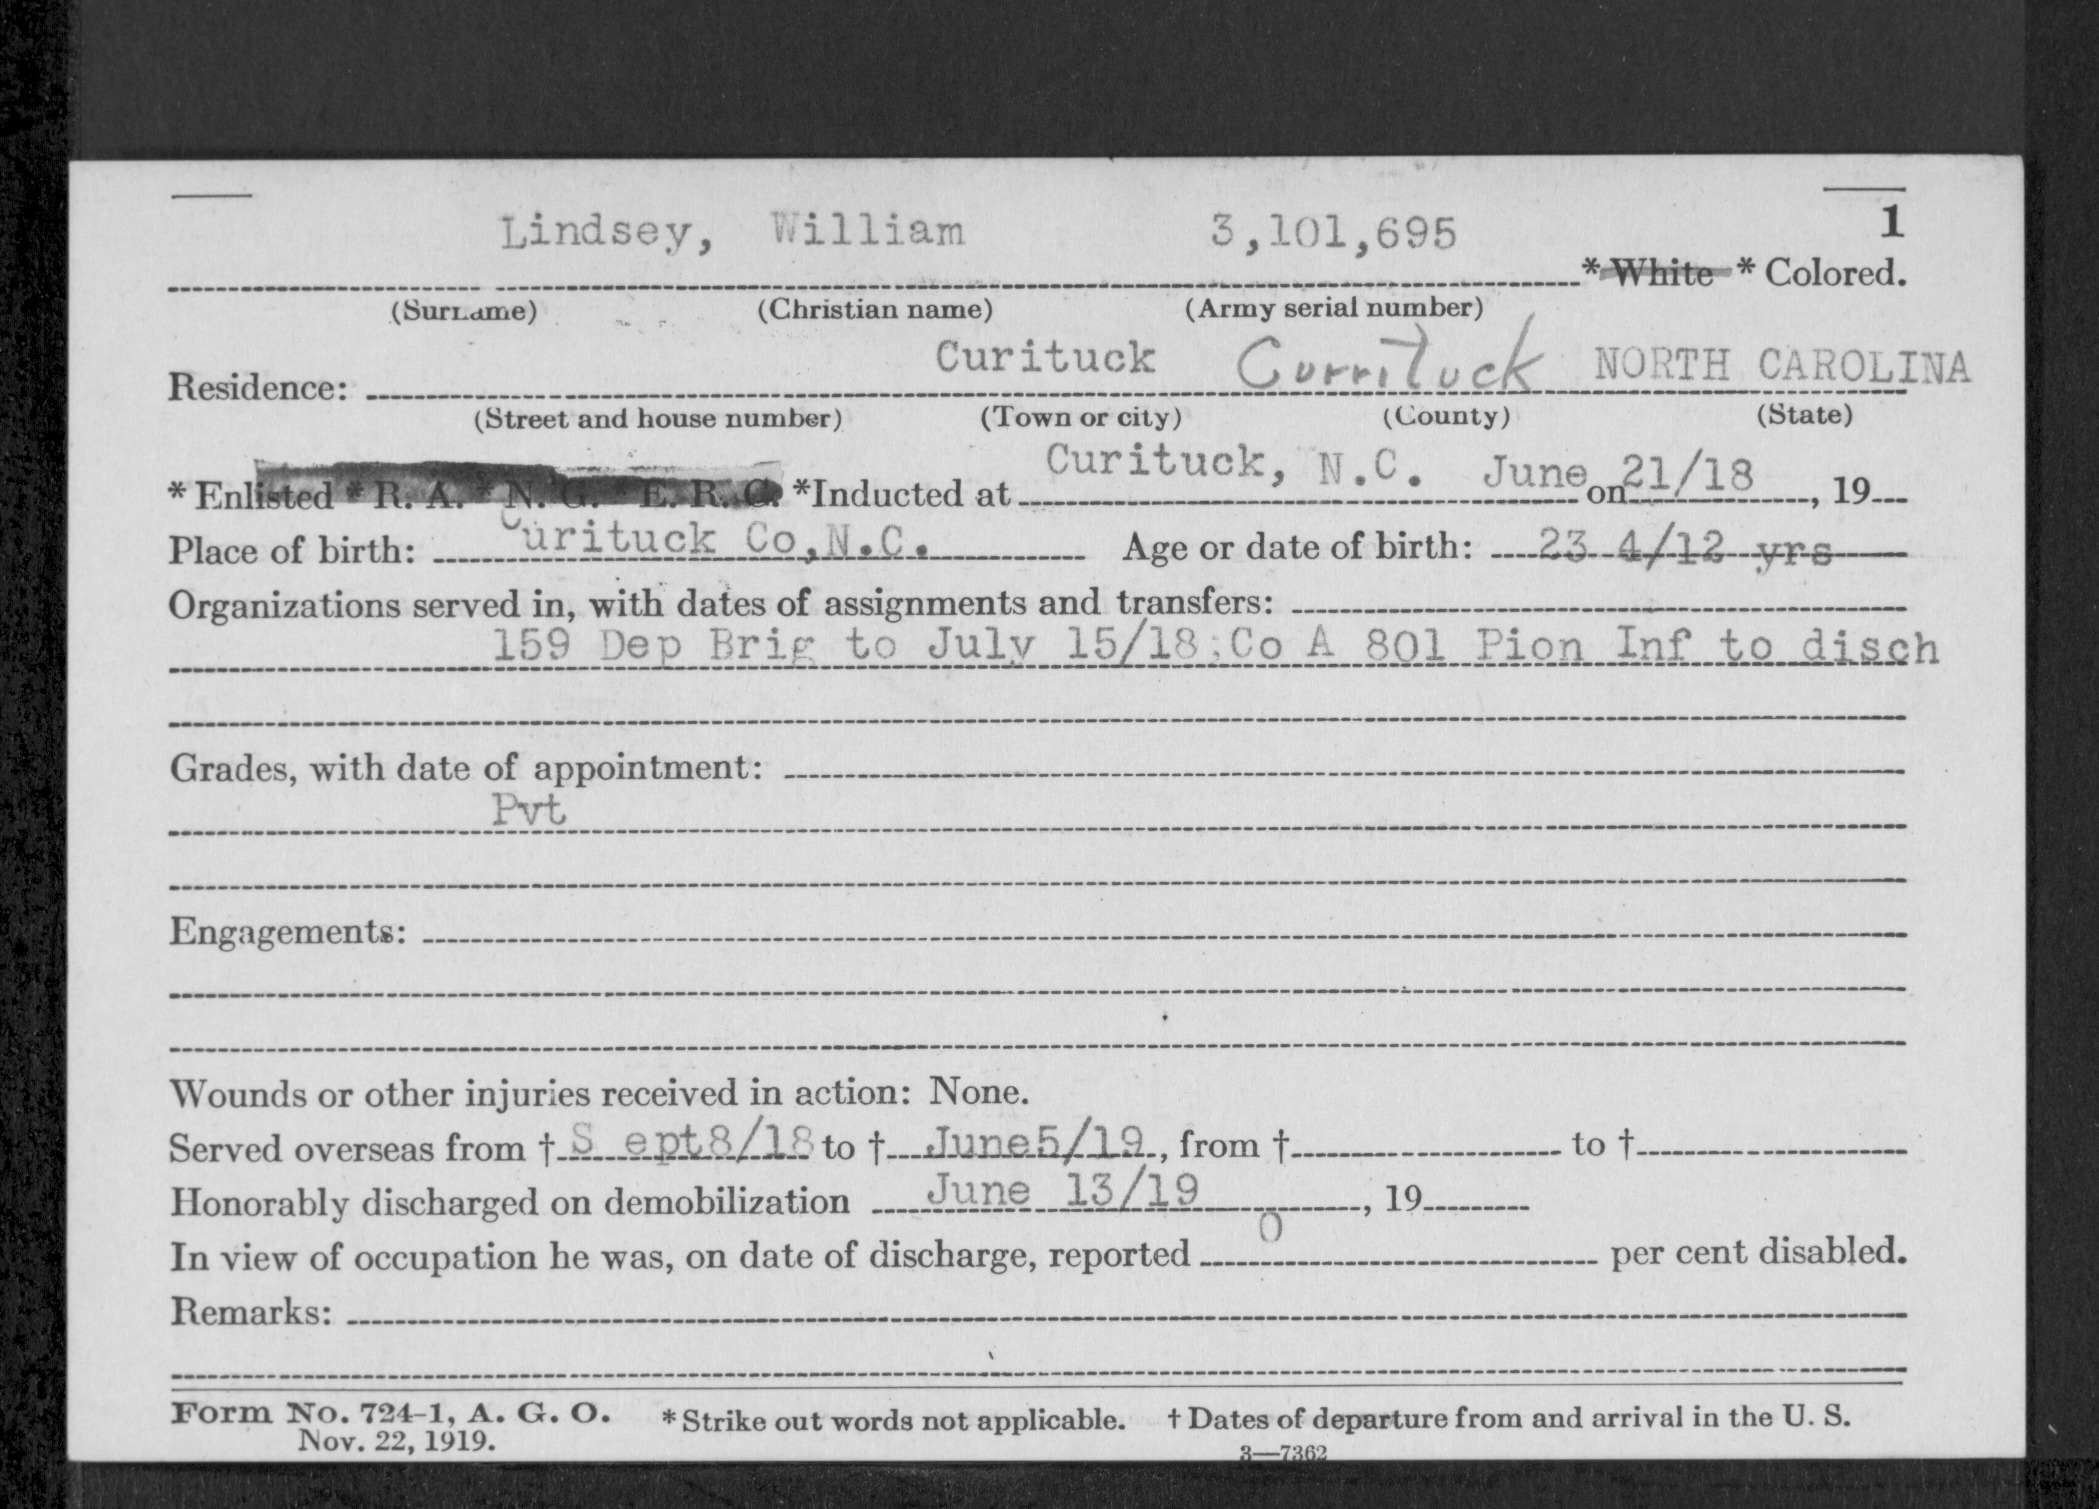 1
Lindsey, William 3,101,695
* White * Colored.
(Surname) (Christian name) (Army serial number)
Residence: Curituck Currituck NORTH CAROLINA
(Street and house number) (Town or city) (County) (State)
* Enlisted * R. A. * N. G. * E. R. C. *Inducted at Curituck, N.C. June on 21/18, 19
Place of birth: Curituck Co,N.C. Age or date of birth: 23 4/12 yrs
Organizations served in, with dates of assignments and transfers:
159 Dep Brig to July 15/18;Co A 801 Pion Inf to disch
Grades, with date of appointment:
Pvt
Engagements:
Wounds or other injuries received in action: None.
Served overseas from † S ept8/18 to † June5/19, from † to †
Honorably discharged on demobilization June 13/19, 19
In view of occupation he was, on date of discharge, reported 0 per cent disabled.
Remarks:
Form No. 724-1, A. G. O. * Strike out words not applicable. † Dates of departure from and arrival in the U. S.
Nov. 22, 1919.
3—7362